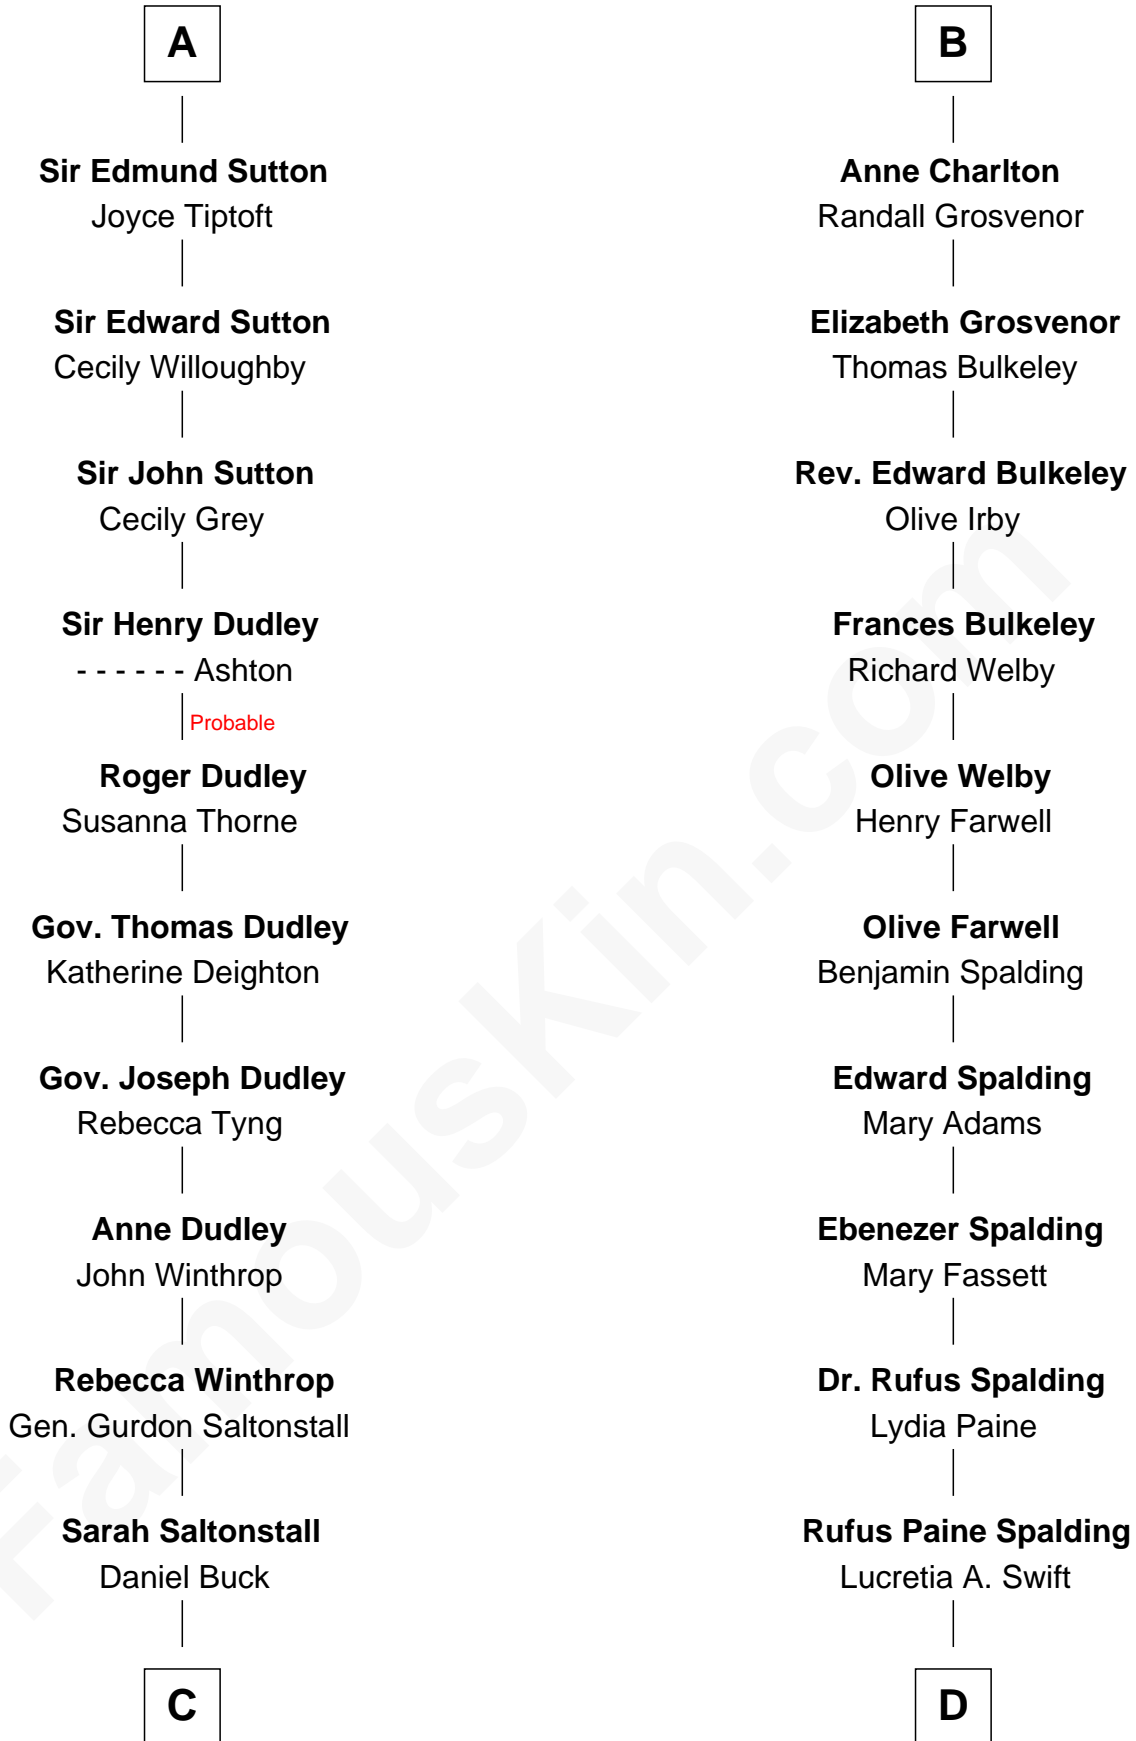 A
Sir Edmund Sutton
Joyce Tiptoft
Sir Edward Sutton
Cecily Willoughby
Sir John Sutton
Cecily Grey
Sir Henry Dudley
- - - - - - Ashton
Probable
Roger Dudley
Susanna Thorne
Gov. Thomas Dudley
Katherine Deighton
Gov. Joseph Dudley
Rebecca Tyng
Anne Dudley
John Winthrop
Rebecca Winthrop
Gen. Gurdon Saltonstall
Sarah Saltonstall
Daniel Buck
C
B
Anne Charlton
Randall Grosvenor
Elizabeth Grosvenor
Thomas Bulkeley
Rev. Edward Bulkeley
Olive Irby
Frances Bulkeley
Richard Welby
Olive Welby
Henry Farwell
Olive Farwell
Benjamin Spalding
Edward Spalding
Mary Adams
Ebenezer Spalding
Mary Fassett
Dr. Rufus Spalding
Lydia Paine
Rufus Paine Spalding
Lucretia A. Swift
D
FamousKin.com